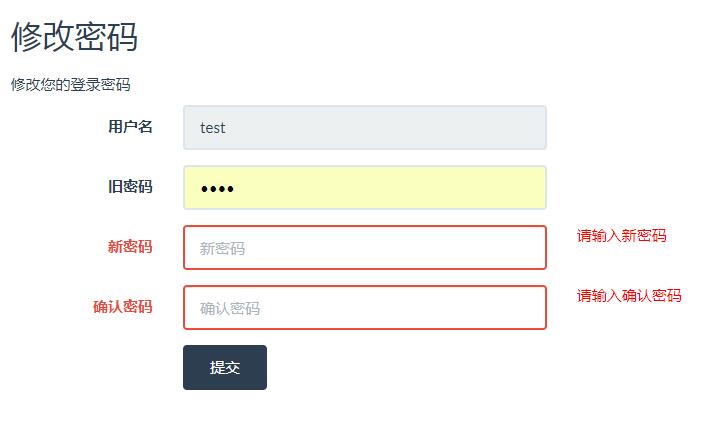 修改密码
修改您的登录密码
用户名 test
旧密码 ••••
新密码 新密码 请输入新密码
确认密码 确认密码 请输入确认密码
提交